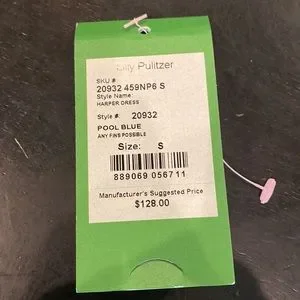 Lilly Pulitzer
SKU #
20932 459NP6 S
Style Name:
HARPER DRESS
Style #: 20932
POOL BLUE
ANY FINS POSSIBLE
Size: S
889069 056711
Manufacturer's Suggested Price
$128.00